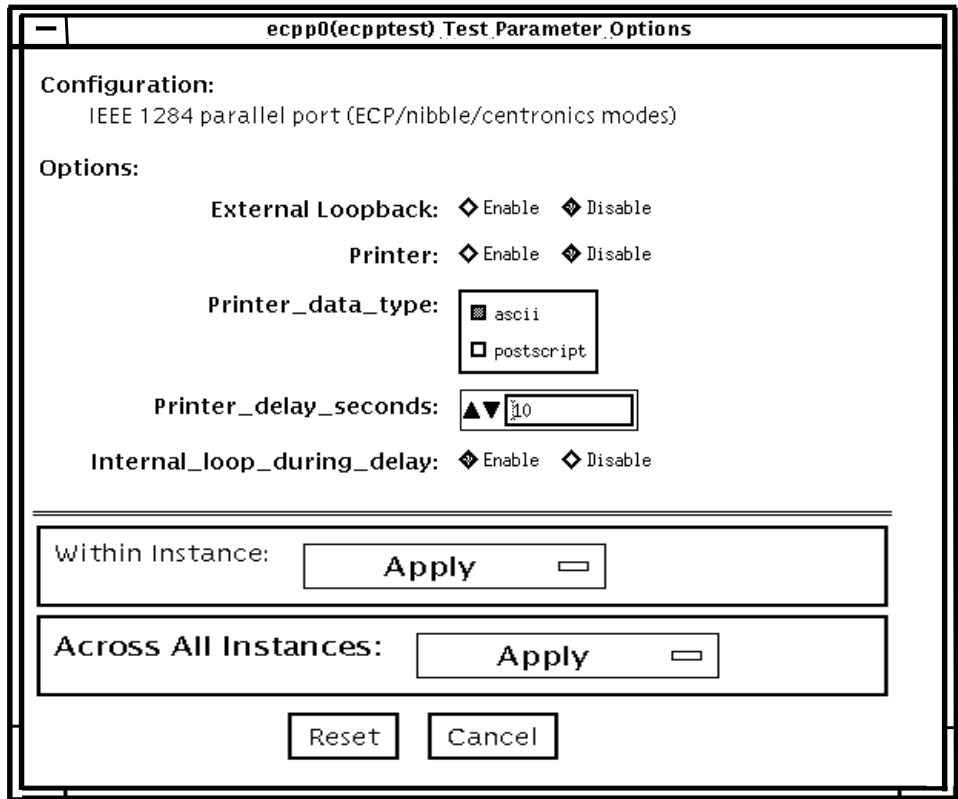 ecpp0(ecpptest) Test Parameter Options
Configuration:
IEEE 1284 parallel port (ECP/nibble/centronics modes)
Options:
External Loopback: Enable Disable
Printer: Enable Disable
Printer_data_type: ascii
postscript
Printer_delay_seconds: 10
Internal_loop_during_delay: Enable Disable
Within Instance: Apply
Across All Instances: Apply
Reset Cancel